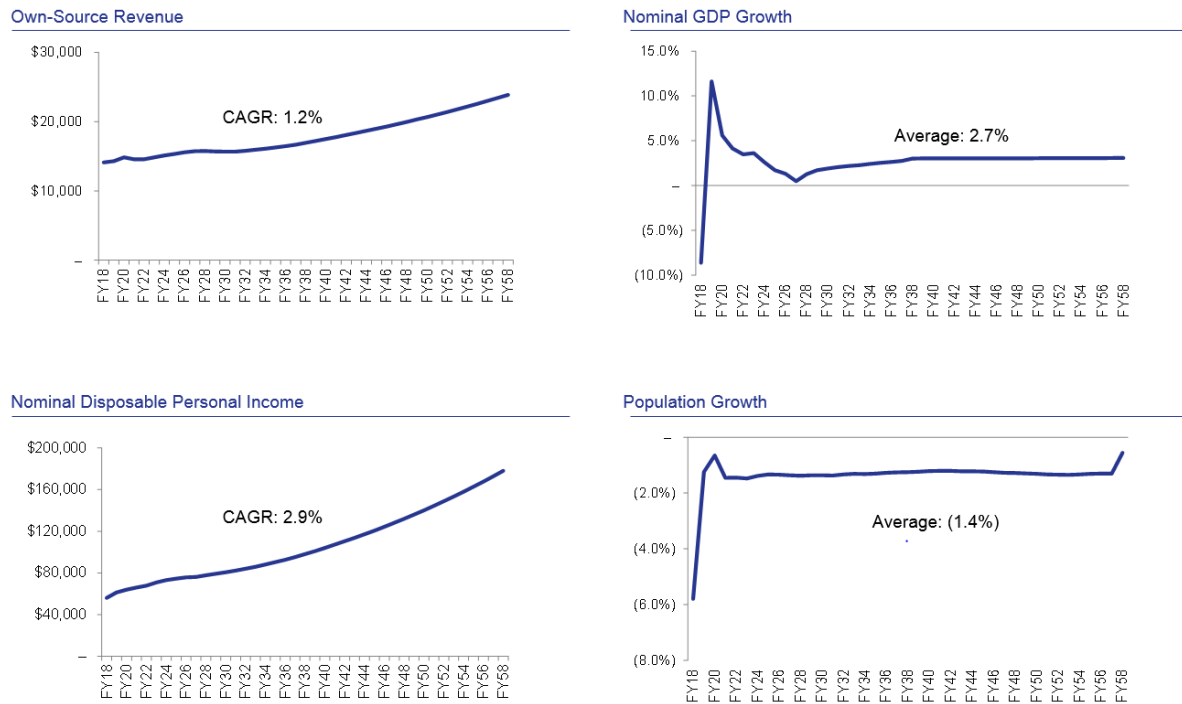 Own-Source Revenue
$30,000
$20,000
$10,000
–
CAGR: 1.2%
FY18
FY20
FY22
FY24
FY26
FY28
FY30
FY32
FY34
FY36
FY38
FY40
FY42
FY44
FY46
FY48
FY50
FY52
FY54
FY56
FY58
Nominal GDP Growth
15.0%
10.0%
5.0%
–
(5.0%)
(10.0%)
Average: 2.7%
FY18
FY20
FY22
FY24
FY26
FY28
FY30
FY32
FY34
FY36
FY38
FY40
FY42
FY44
FY46
FY48
FY50
FY52
FY54
FY56
FY58
Nominal Disposable Personal Income
$200,000
$160,000
$120,000
$80,000
$40,000
–
CAGR: 2.9%
FY18
FY20
FY22
FY24
FY26
FY28
FY30
FY32
FY34
FY36
FY38
FY40
FY42
FY44
FY46
FY48
FY50
FY52
FY54
FY56
FY58
Population Growth
–
(2.0%)
(4.0%)
(6.0%)
(8.0%)
Average: (1.4%)
FY18
FY20
FY22
FY24
FY26
FY28
FY30
FY32
FY34
FY36
FY38
FY40
FY42
FY44
FY46
FY48
FY50
FY52
FY54
FY56
FY58